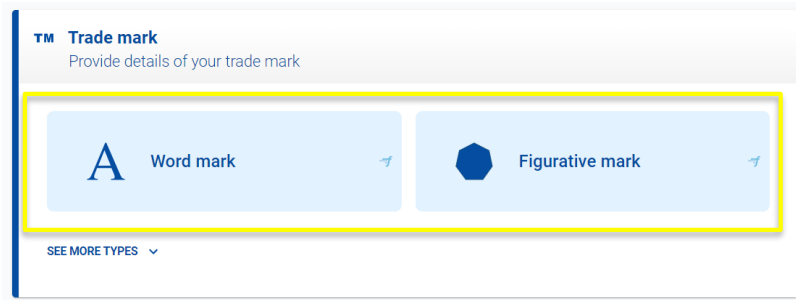 TM Trade mark
Provide details of your trade mark
A Word mark
Figurative mark
SEE MORE TYPES